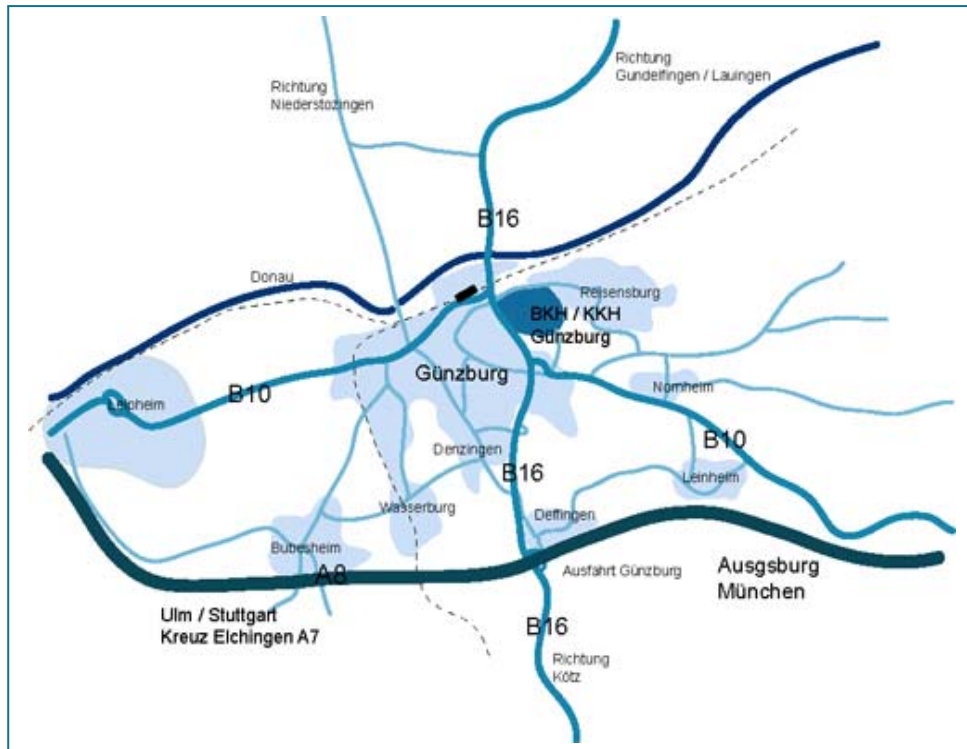 Richtung
Gundelfingen / Lauingen
Richtung
Niederstozingen
B16
Donau
Reisensburg
BKH / KKH
Günzburg
Günzburg
Leipheim
B10
Nornheim
B10
Denzingen
B16
Leinheim
Wasserburg
Deffingen
Bubesheim
A8
Ausfahrt Günzburg
Ausgsburg
München
Ulm / Stuttgart
Kreuz Elchingen A7
B16
Richtung
Kötz